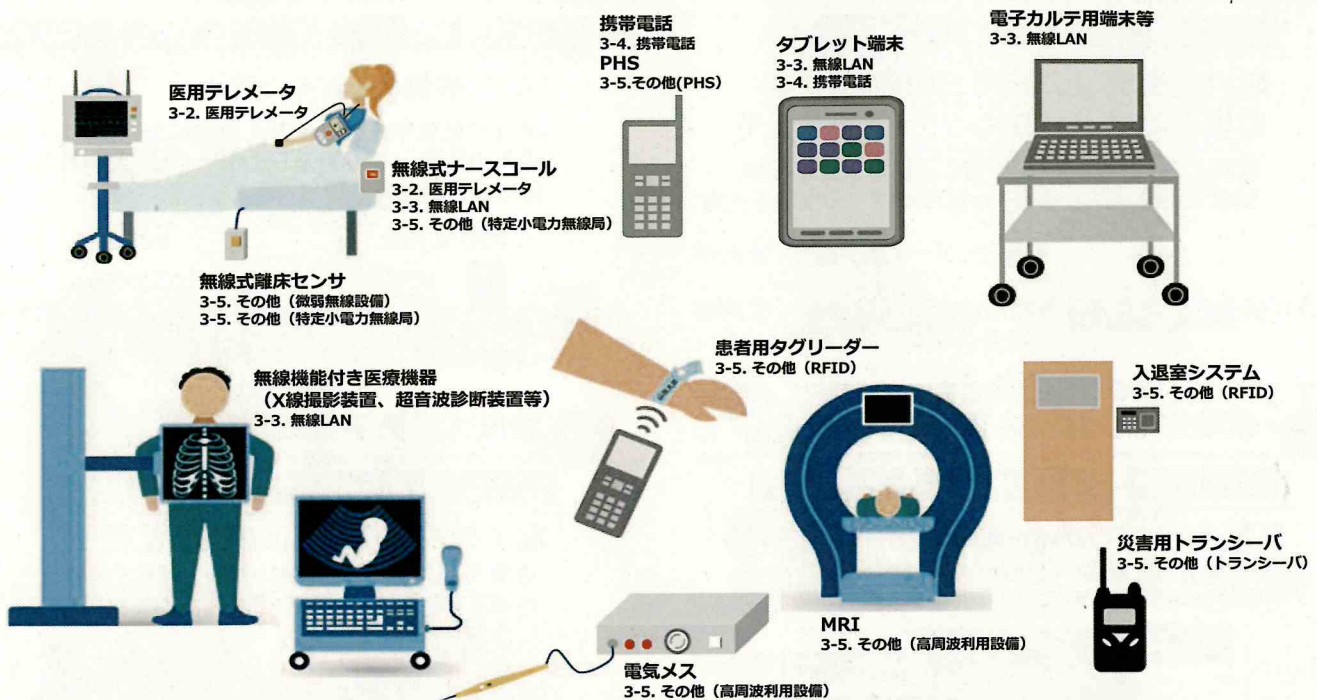 携帯電話
3-4. 携帯電話
PHS
3-5.その他(PHS)
タブレット端末
3-3. 無線LAN
3-4. 携帯電話
電子カルテ用端末等
3-3. 無線LAN
医用テレメータ
3-2. 医用テレメータ
無線式ナースコール
3-2. 医用テレメータ
3-3. 無線LAN
3-5. その他（特定小電力無線局）
無線式離床センサ
3-5. その他（微弱無線設備）
3-5. その他（特定小電力無線局）
無線機能付き医療機器
（X線撮影装置、超音波診断装置等）
3-3. 無線LAN
患者用タグリーダー
3-5. その他（RFID）
入退室システム
3-5. その他（RFID）
災害用トランシーバ
3-5. その他（トランシーバ）
MRI
3-5. その他（高周波利用設備）
電気メス
3-5. その他（高周波利用設備）